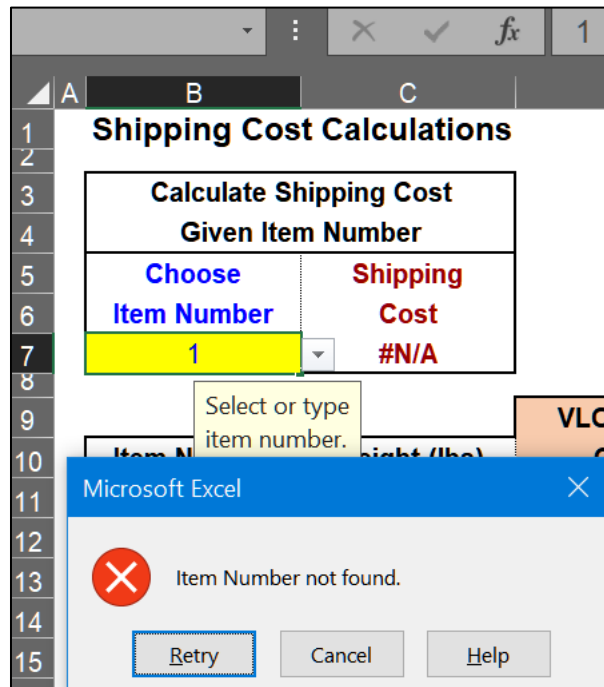 fx 1
A B C
1 Shipping Cost Calculations
2
3 Calculate Shipping Cost
4 Given Item Number
5 Choose Shipping
6 Item Number Cost
7 1 #N/A
8
Select or type
9 item number.
10
Microsoft Excel
11
12
13 Item Number not found.
14
15 Retry Cancel Help